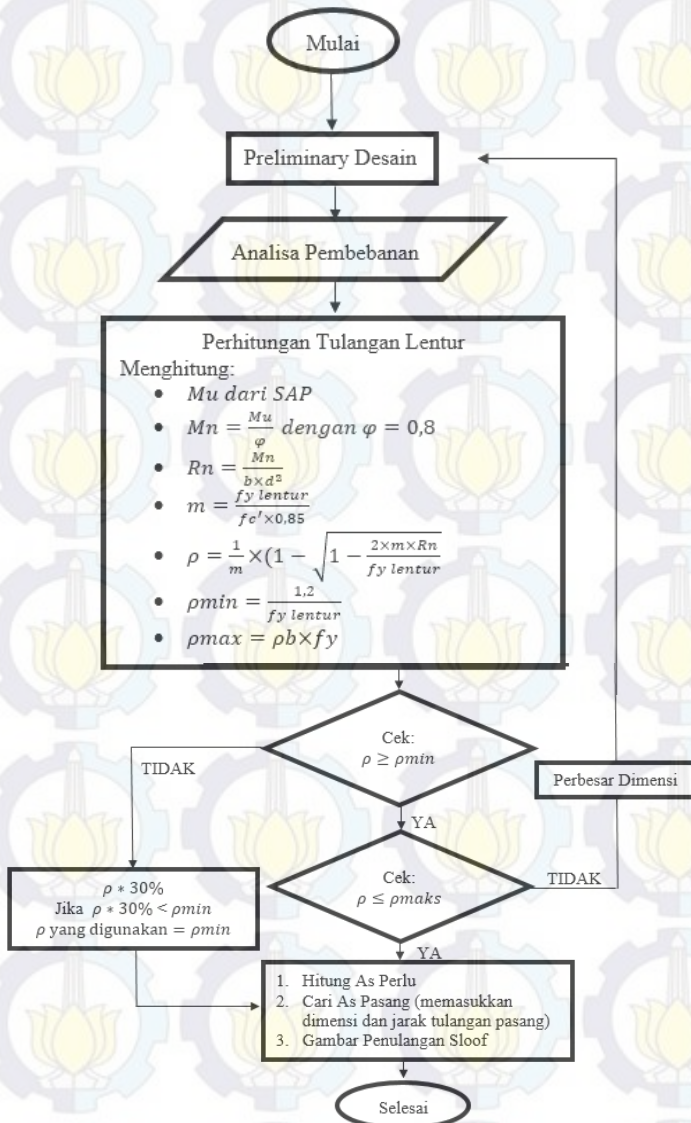 Mulai
Preliminary Desain
Analisa Pembebanan
Perhitungan Tulangan Lentur
Menghitung:
• Mu dari SAP
• Mn = Mu/φ dengan φ = 0,8
• Rn = Mn/b×d²
• m = fy lentur/fc'×0,85
• ρ = 1/m ×(1 − √1 − 2×m×Rn/fy lentur
• ρmin = 1,2/fy lentur
• ρmax = ρb×fy
Cek:
ρ ≥ ρmin
TIDAK
Perbesar Dimensi
YA
Cek:
ρ ≤ ρmaks
TIDAK
ρ * 30%
Jika ρ * 30% < ρmin
ρ yang digunakan = ρmin
YA
1. Hitung As Perlu
2. Cari As Pasang (memasukkan
dimensi dan jarak tulangan pasang)
3. Gambar Penulangan Sloof
Selesai